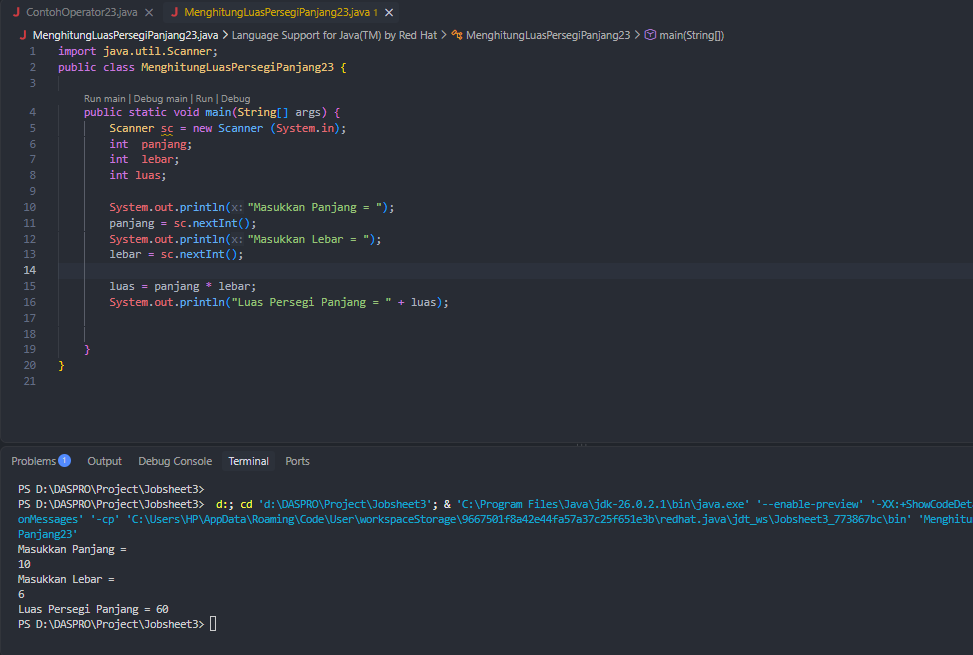 ContohOperator23.java
MenghitungLuasPersegiPanjang23.java 1
MenghitungLuasPersegiPanjang23.java > Language Support for Java(TM) by Red Hat > MenghitungLuasPersegiPanjang23 > main(String[])
1 import java.util.Scanner;
2 public class MenghitungLuasPersegiPanjang23 {
3
Run main | Debug main | Run | Debug
4 public static void main(String[] args) {
5 Scanner sc = new Scanner (System.in);
6 int  panjang;
7 int  lebar;
8 int luas;
9
10 System.out.println(x: "Masukkan Panjang = ");
11 panjang = sc.nextInt();
12 System.out.println(x: "Masukkan Lebar = ");
13 lebar = sc.nextInt();
14
15 luas = panjang * lebar;
16 System.out.println("Luas Persegi Panjang = " + luas);
17
18
19 }
20 }
21
Problems 1 Output Debug Console Terminal Ports
PS D:\DASPRO\Project\Jobsheet3>
PS D:\DASPRO\Project\Jobsheet3>  d:; cd 'd:\DASPRO\Project\Jobsheet3'; & 'C:\Program Files\Java\jdk-26.0.2.1\bin\java.exe' '--enable-preview' '-XX:+ShowCodeDet
onMessages' '-cp' 'C:\Users\HP\AppData\Roaming\Code\User\workspaceStorage\9667501f8a42e44fa57a37c25f651e3b\redhat.java\jdt_ws\Jobsheet3_773867bc\bin' 'Menghitu
Panjang23'
Masukkan Panjang =
10
Masukkan Lebar =
6
Luas Persegi Panjang = 60
PS D:\DASPRO\Project\Jobsheet3>